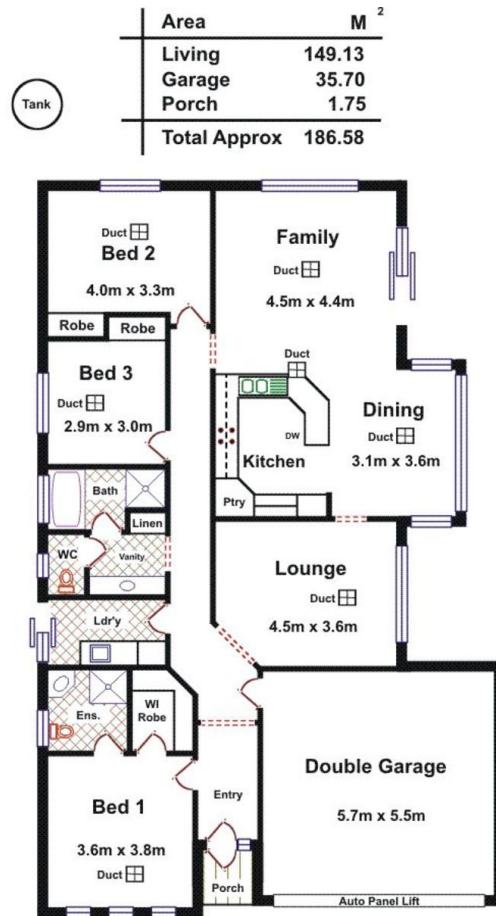 Area M 2
Living 149.13
Garage 35.70
Porch 1.75
Total Approx 186.58
Tank
Duct
Bed 2
4.0m x 3.3m
Family
Duct
4.5m x 4.4m
Robe
Robe
Bed 3
Duct
2.9m x 3.0m
Duct
Dining
Duct
3.1m x 3.6m
DW
Kitchen
Ptry
Bath
Linen
WC
Vanity
Lounge
Duct
4.5m x 3.6m
Ldr'y
Ens.
WI
Robe
Bed 1
3.6m x 3.8m
Duct
Entry
Double Garage
5.7m x 5.5m
Porch
Auto Panel Lift